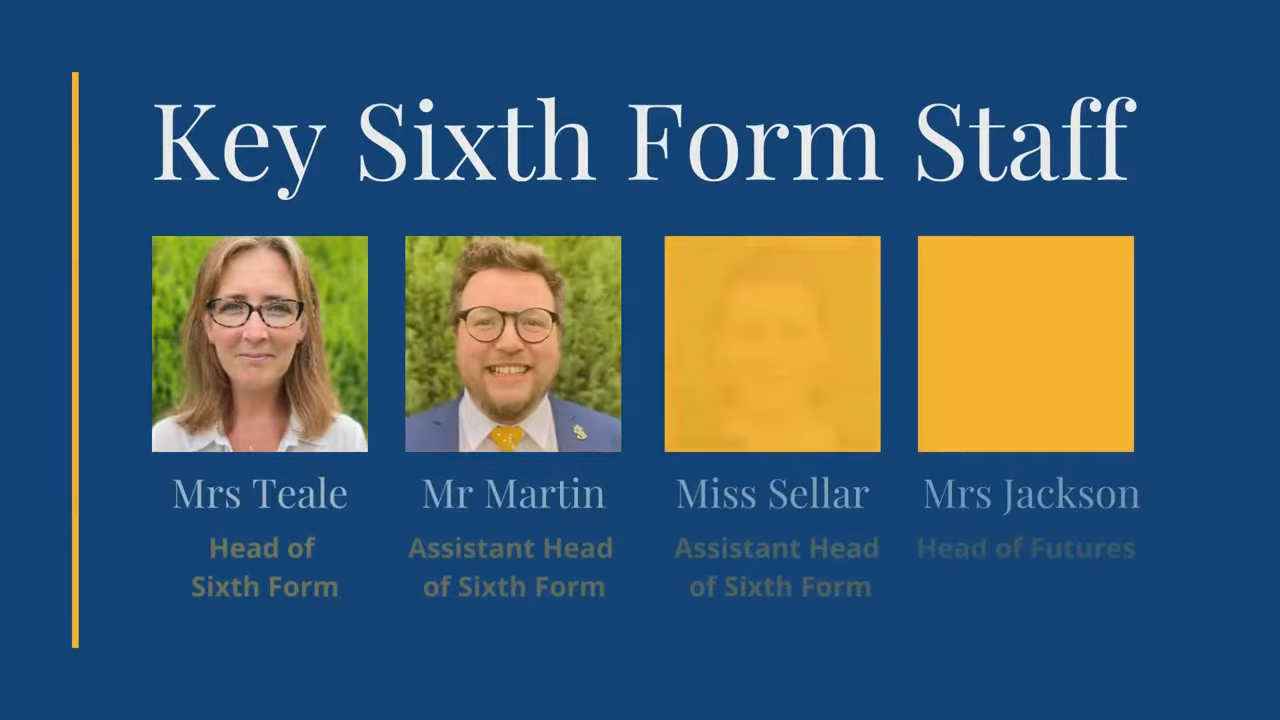 Key Sixth Form Staff
Mrs Teale
Mr Martin
Miss Sellar
Mrs Jackson
Head of
Sixth Form
Assistant Head
of Sixth Form
Assistant Head
of Sixth Form
Head of Futures